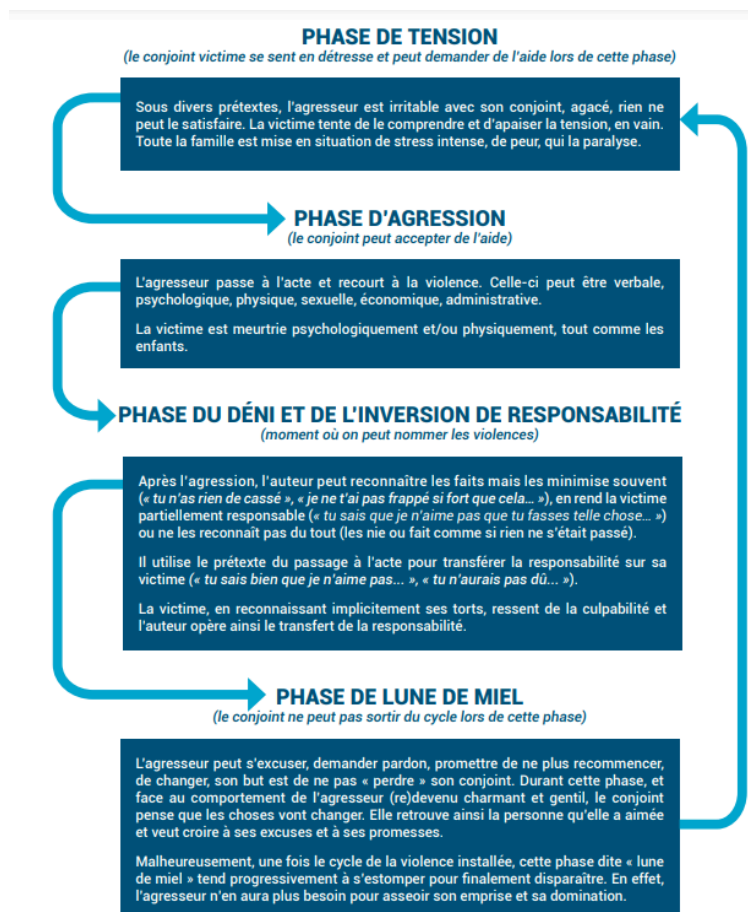 PHASE DE TENSION
(le conjoint victime se sent en détresse et peut demander de l'aide lors de cette phase)
Sous divers prétextes, l'agresseur est irritable avec son conjoint, agacé, rien ne
peut le satisfaire. La victime tente de le comprendre et d'apaiser la tension, en vain.
Toute la famille est mise en situation de stress intense, de peur, qui la paralyse.
PHASE D'AGRESSION
(le conjoint peut accepter de l'aide)
L'agresseur passe à l'acte et recourt à la violence. Celle-ci peut être verbale,
psychologique, physique, sexuelle, économique, administrative.
La victime est meurtrie psychologiquement et/ou physiquement, tout comme les
enfants.
PHASE DU DÉNI ET DE L'INVERSION DE RESPONSABILITÉ
(moment où on peut nommer les violences)
Après l'agression, l'auteur peut reconnaître les faits mais les minimise souvent
(« tu n'as rien de cassé », « je ne t'ai pas frappé si fort que cela… »), en rend la victime
partiellement responsable (« tu sais que je n'aime pas que tu fasses telle chose… »)
ou ne les reconnaît pas du tout (les nie ou fait comme si rien ne s'était passé).
Il utilise le prétexte du passage à l'acte pour transférer la responsabilité sur sa
victime (« tu sais bien que je n'aime pas... », « tu n'aurais pas dû... »).
La victime, en reconnaissant implicitement ses torts, ressent de la culpabilité et
l'auteur opère ainsi le transfert de la responsabilité.
PHASE DE LUNE DE MIEL
(le conjoint ne peut pas sortir du cycle lors de cette phase)
L'agresseur peut s'excuser, demander pardon, promettre de ne plus recommencer,
de changer, son but est de ne pas « perdre » son conjoint. Durant cette phase, et
face au comportement de l'agresseur (re)devenu charmant et gentil, le conjoint
pense que les choses vont changer. Elle retrouve ainsi la personne qu'elle a aimée
et veut croire à ses excuses et à ses promesses.
Malheureusement, une fois le cycle de la violence installée, cette phase dite « lune
de miel » tend progressivement à s'estomper pour finalement disparaître. En effet,
l'agresseur n'en aura plus besoin pour asseoir son emprise et sa domination.